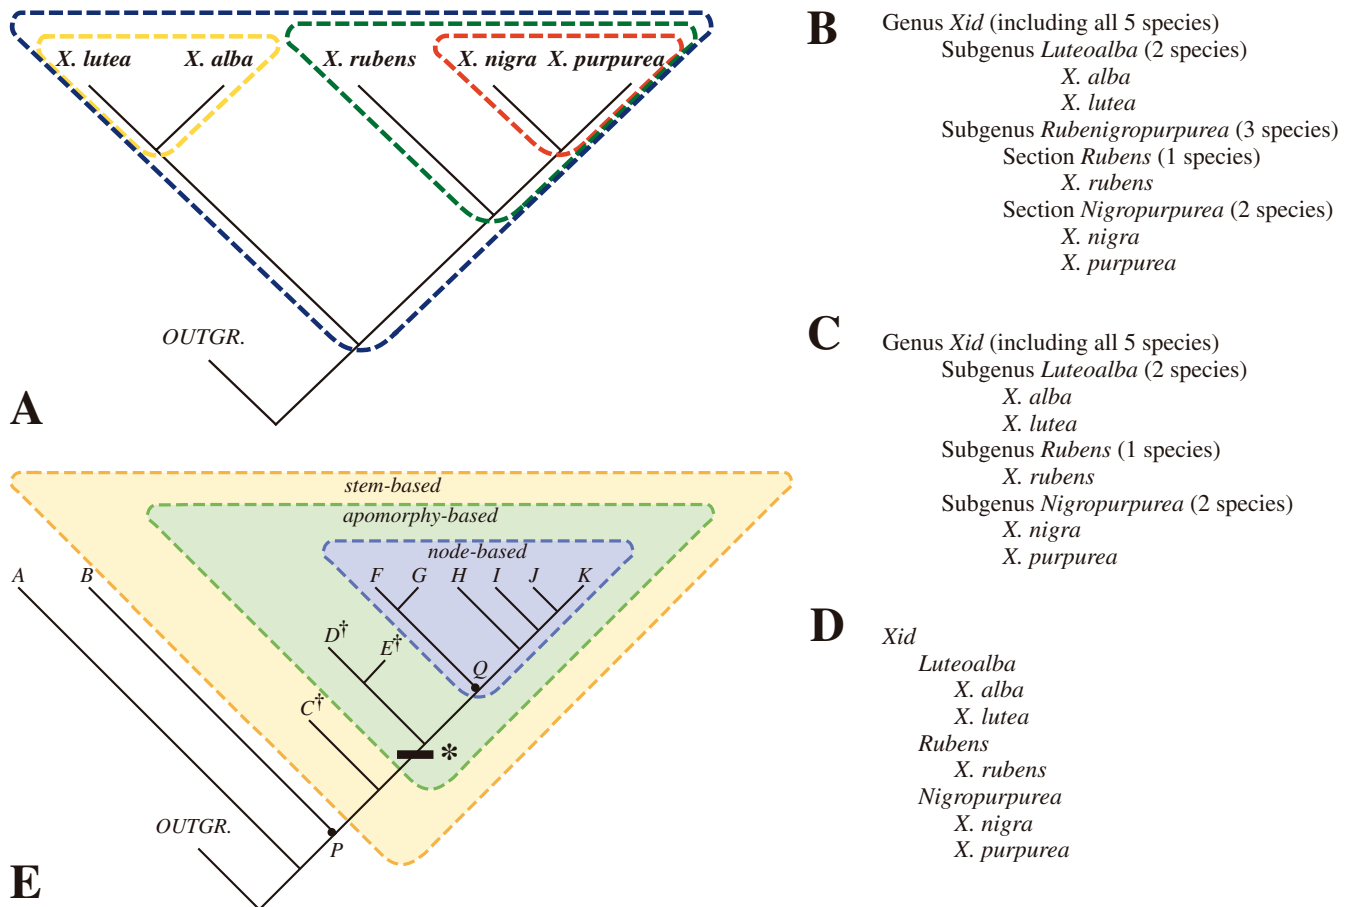 X. lutea X. alba X. rubens X. nigra X. purpurea
OUTGR.
A
B
Genus Xid (including all 5 species)
Subgenus Luteoalba (2 species)
X. alba
X. lutea
Subgenus Rubenigropurpurea (3 species)
Section Rubens (1 species)
X. rubens
Section Nigropurpurea (2 species)
X. nigra
X. purpurea
C
Genus Xid (including all 5 species)
Subgenus Luteoalba (2 species)
X. alba
X. lutea
Subgenus Rubens (1 species)
X. rubens
Subgenus Nigropurpurea (2 species)
X. nigra
X. purpurea
D
Xid
Luteoalba
X. alba
X. lutea
Rubens
X. rubens
Nigropurpurea
X. nigra
X. purpurea
stem-based
apomorphy-based
node-based
A B F G H I J K
D†
E†
Q
C†
*
OUTGR.
P
E